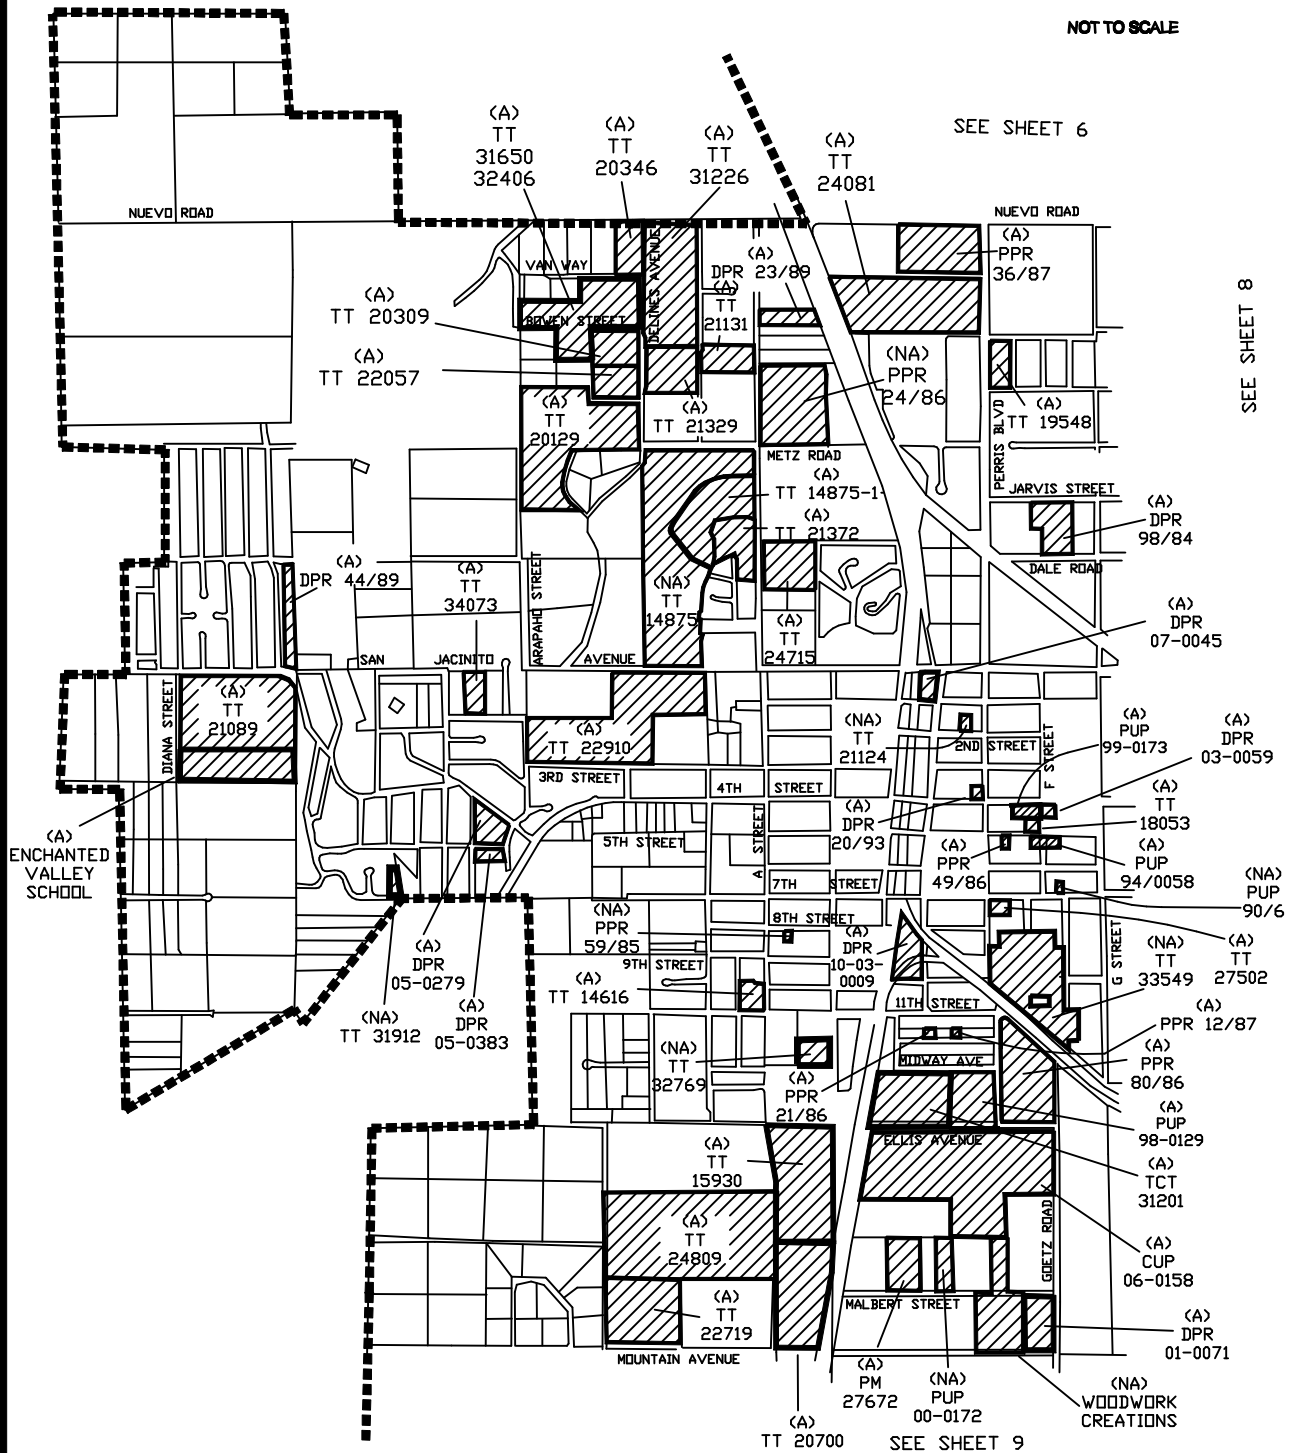 NOT TO SCALE
SEE SHEET 6
(A)
TT
31650
32406
(A)
TT
20346
(A)
TT
31226
(A)
TT
24081
NUEVO ROAD
NUEVO ROAD
(A)
PPR
36/87
VAN WAY
DELINES AVENUE
(A)
DPR 23/89
(A)
TT
21131
SEE SHEET 8
(A)
TT 20309
BOWEN STREET
(A)
TT 22057
(NA)
PPR
24/86
(A)
TT
20129
(A)
TT 21329
PERRIS BLVD
(A)
TT 19548
METZ ROAD
(A)
TT 14875-1
JARVIS STREET
(A)
TT 21372
(A)
DPR
98/84
DALE ROAD
(A)
DPR 44/89
(A)
TT
34073
ARAPAHO STREET
(NA)
TT
14875
(A)
TT
24715
(A)
DPR
07-0045
SAN
JACINITO
AVENUE
DIANA STREET
(A)
TT
21089
(A)
TT 22910
(NA)
TT
21124
2ND STREET
F STREET
(A)
PUP
99-0173
(A)
DPR
03-0059
3RD STREET
4TH STREET
(A)
TT
18053
(A)
ENCHANTED
VALLEY
SCHOOL
5TH STREET
A STREET
(A)
DPR
20/93
(A)
PPR
49/86
(A)
PUP
94/0058
7TH STREET
(NA)
PUP
90/6
(NA)
PPR
59/85
8TH STREET
(A)
DPR
10-03-
0009
G STREET
(NA)
TT
33549
(A)
TT
27502
(A)
DPR
05-0279
9TH STREET
(A)
TT 14616
11TH STREET
(A)
PPR 12/87
(NA)
TT 31912
(A)
DPR
05-0383
(NA)
TT
32769
MIDWAY AVE
(A)
PPR
80/86
(A)
PPR
21/86
(A)
PUP
98-0129
ELLIS AVENUE
(A)
TT
15930
(A)
TCT
31201
(A)
TT
24809
GOETZ ROAD
(A)
CUP
06-0158
(A)
TT
22719
MALBERT STREET
(A)
DPR
01-0071
MOUNTAIN AVENUE
(A)
PM
27672
(NA)
PUP
00-0172
(NA)
WOODWORK
CREATIONS
(A)
TT 20700
SEE SHEET 9